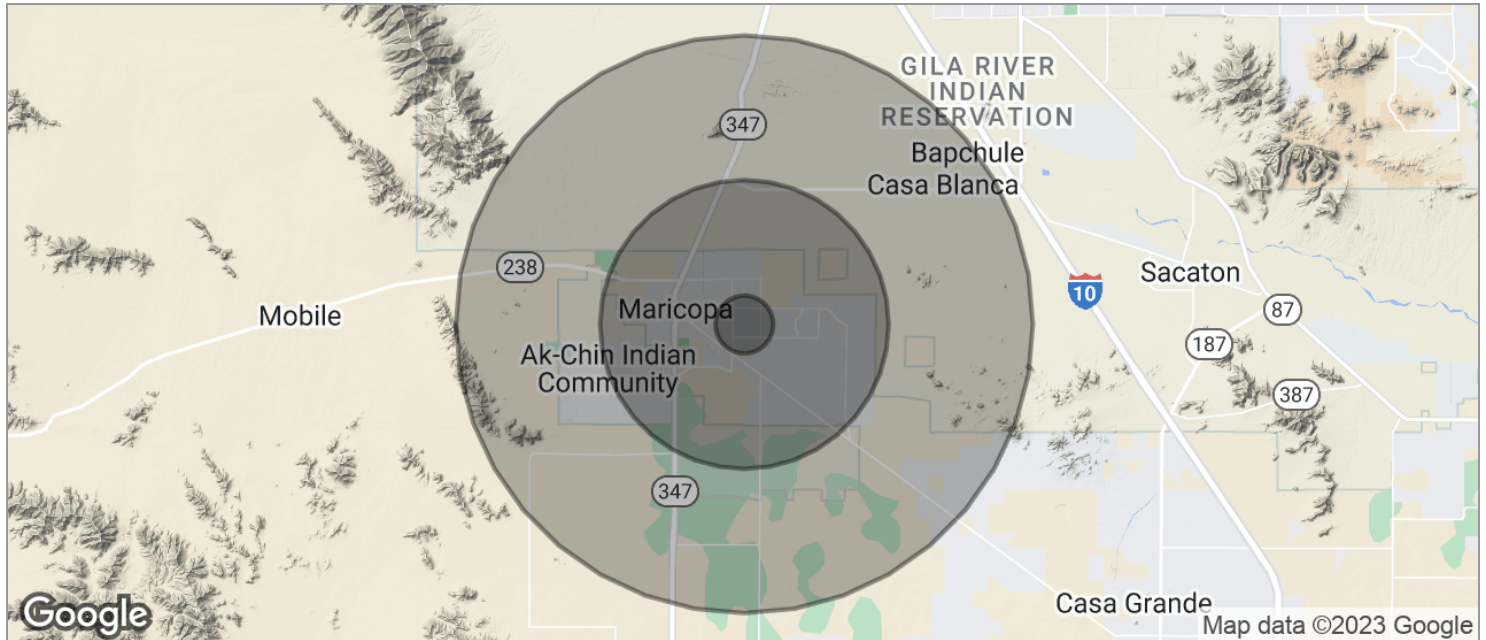 GILA RIVER
INDIAN
RESERVATION
347
Bapchule
Casa Blanca
238
Sacaton
10
87
Maricopa
Mobile
187
Ak-Chin Indian
Community
387
347
Casa Grande
Google
Map data ©2023 Google